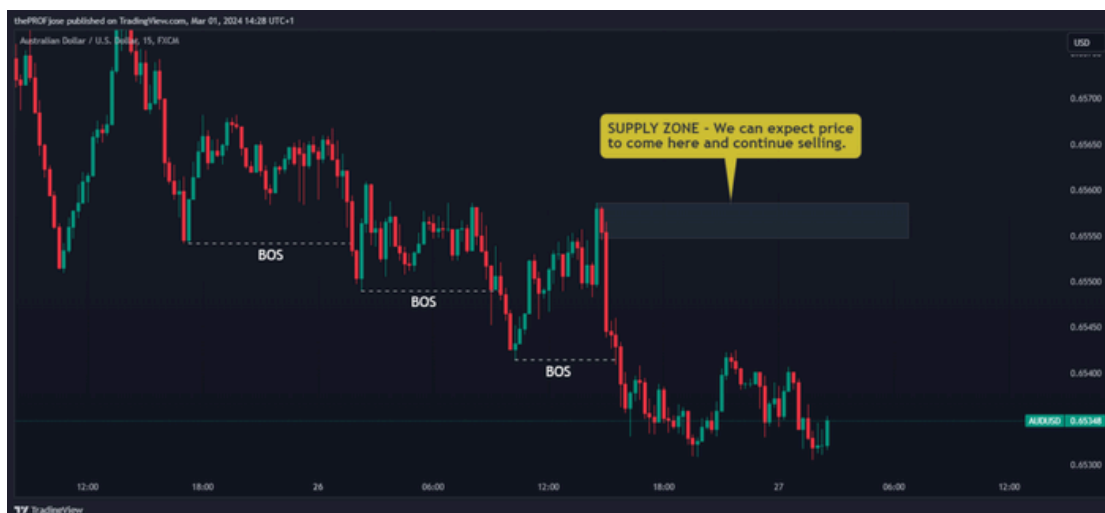 thePROFjose published on TradingView.com, Mar 01, 2024 14:28 UTC+1
Australian Dollar / U.S. Dollar, 15, FXCM
USD
0.65700
0.65650
SUPPLY ZONE - We can expect price
to come here and continue selling.
0.65600
0.65550
BOS
0.65500
BOS
0.65450
0.65400
BOS
AUDUSD 0.65348
0.65300
12:00 18:00 26 06:00 12:00 18:00 27 06:00 12:00
TradingView